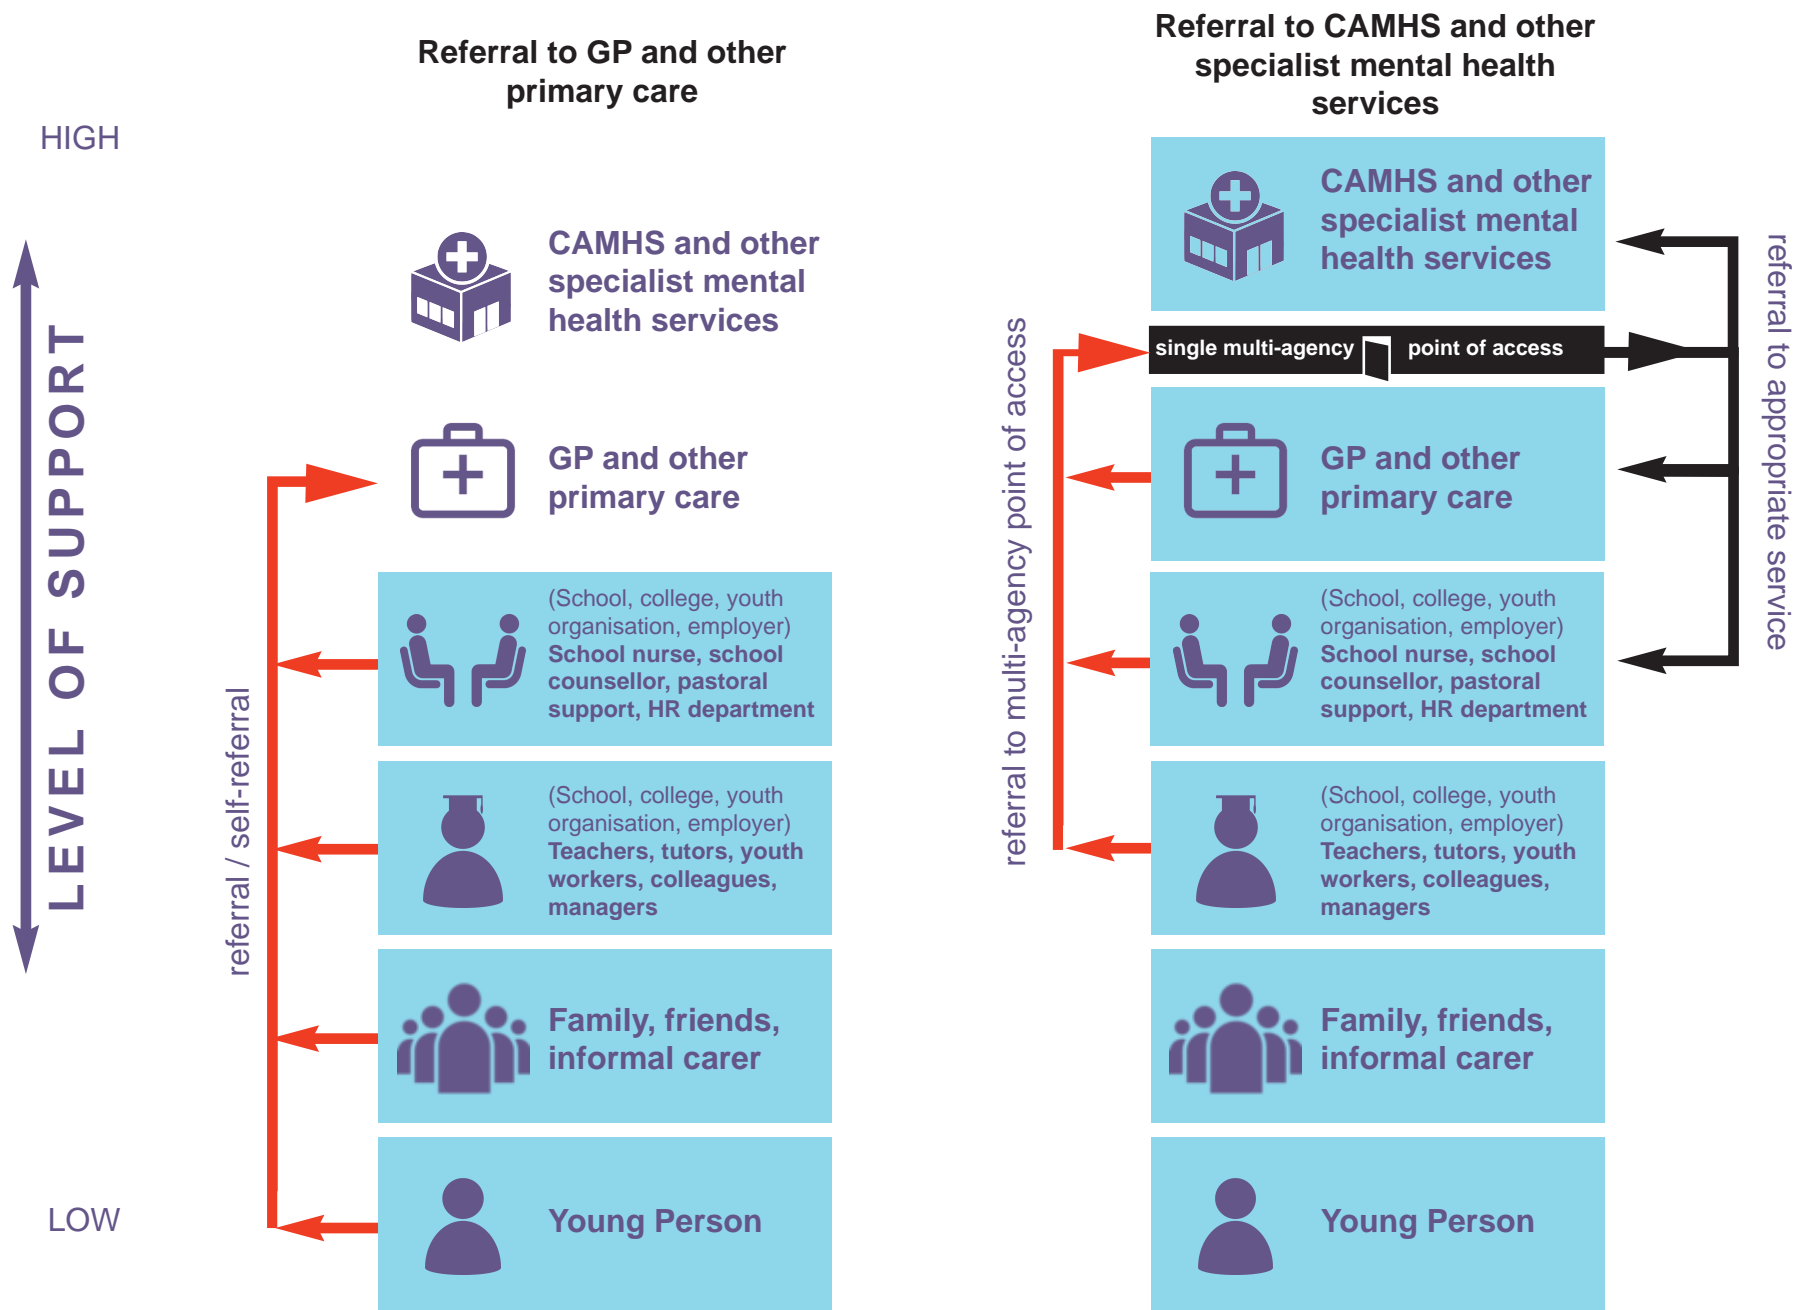 Referral to GP and other
primary care
HIGH
LEVEL OF SUPPORT
LOW
referral / self-referral
CAMHS and other
specialist mental
health services
GP and other
primary care
(School, college, youth
organisation, employer)
School nurse, school
counsellor, pastoral
support, HR department
(School, college, youth
organisation, employer)
Teachers, tutors, youth
workers, colleagues,
managers
Family, friends,
informal carer
Young Person
Referral to CAMHS and other
specialist mental health
services
referral to multi-agency point of access
CAMHS and other
specialist mental
health services
single multi-agency point of access
GP and other
primary care
(School, college, youth
organisation, employer)
School nurse, school
counsellor, pastoral
support, HR department
(School, college, youth
organisation, employer)
Teachers, tutors, youth
workers, colleagues,
managers
Family, friends,
informal carer
Young Person
referral to appropriate service